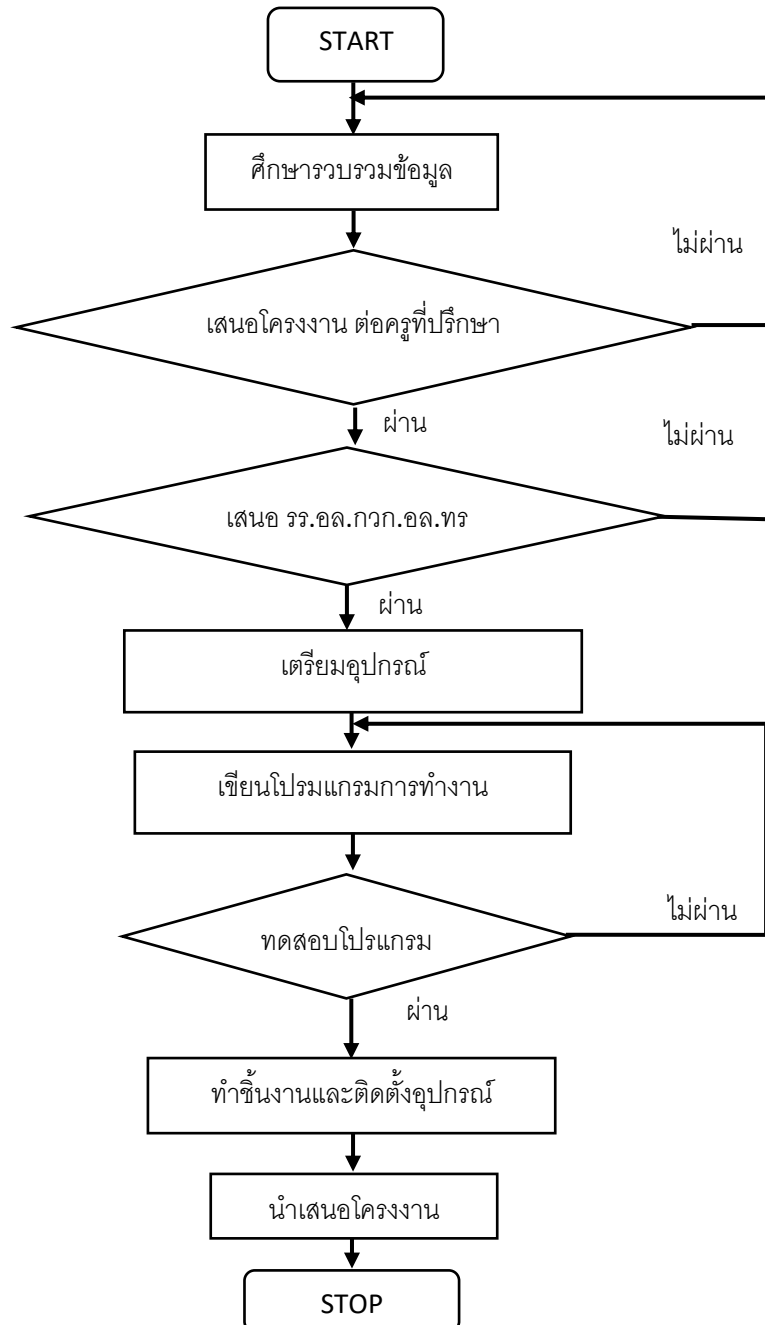 START
ศึกษารวบรวมข้อมูล
ไม่ผ่าน
เสนอโครงงาน ต่อครูที่ปรึกษา
ผ่าน
ไม่ผ่าน
เสนอ รร.อล.กวก.อล.ทร
ผ่าน
เตรียมอุปกรณ์
เขียนโปรมแกรมการทำงาน
ไม่ผ่าน
ทดสอบโปรแกรม
ผ่าน
ทำชิ้นงานและติดตั้งอุปกรณ์
นำเสนอโครงงาน
STOP